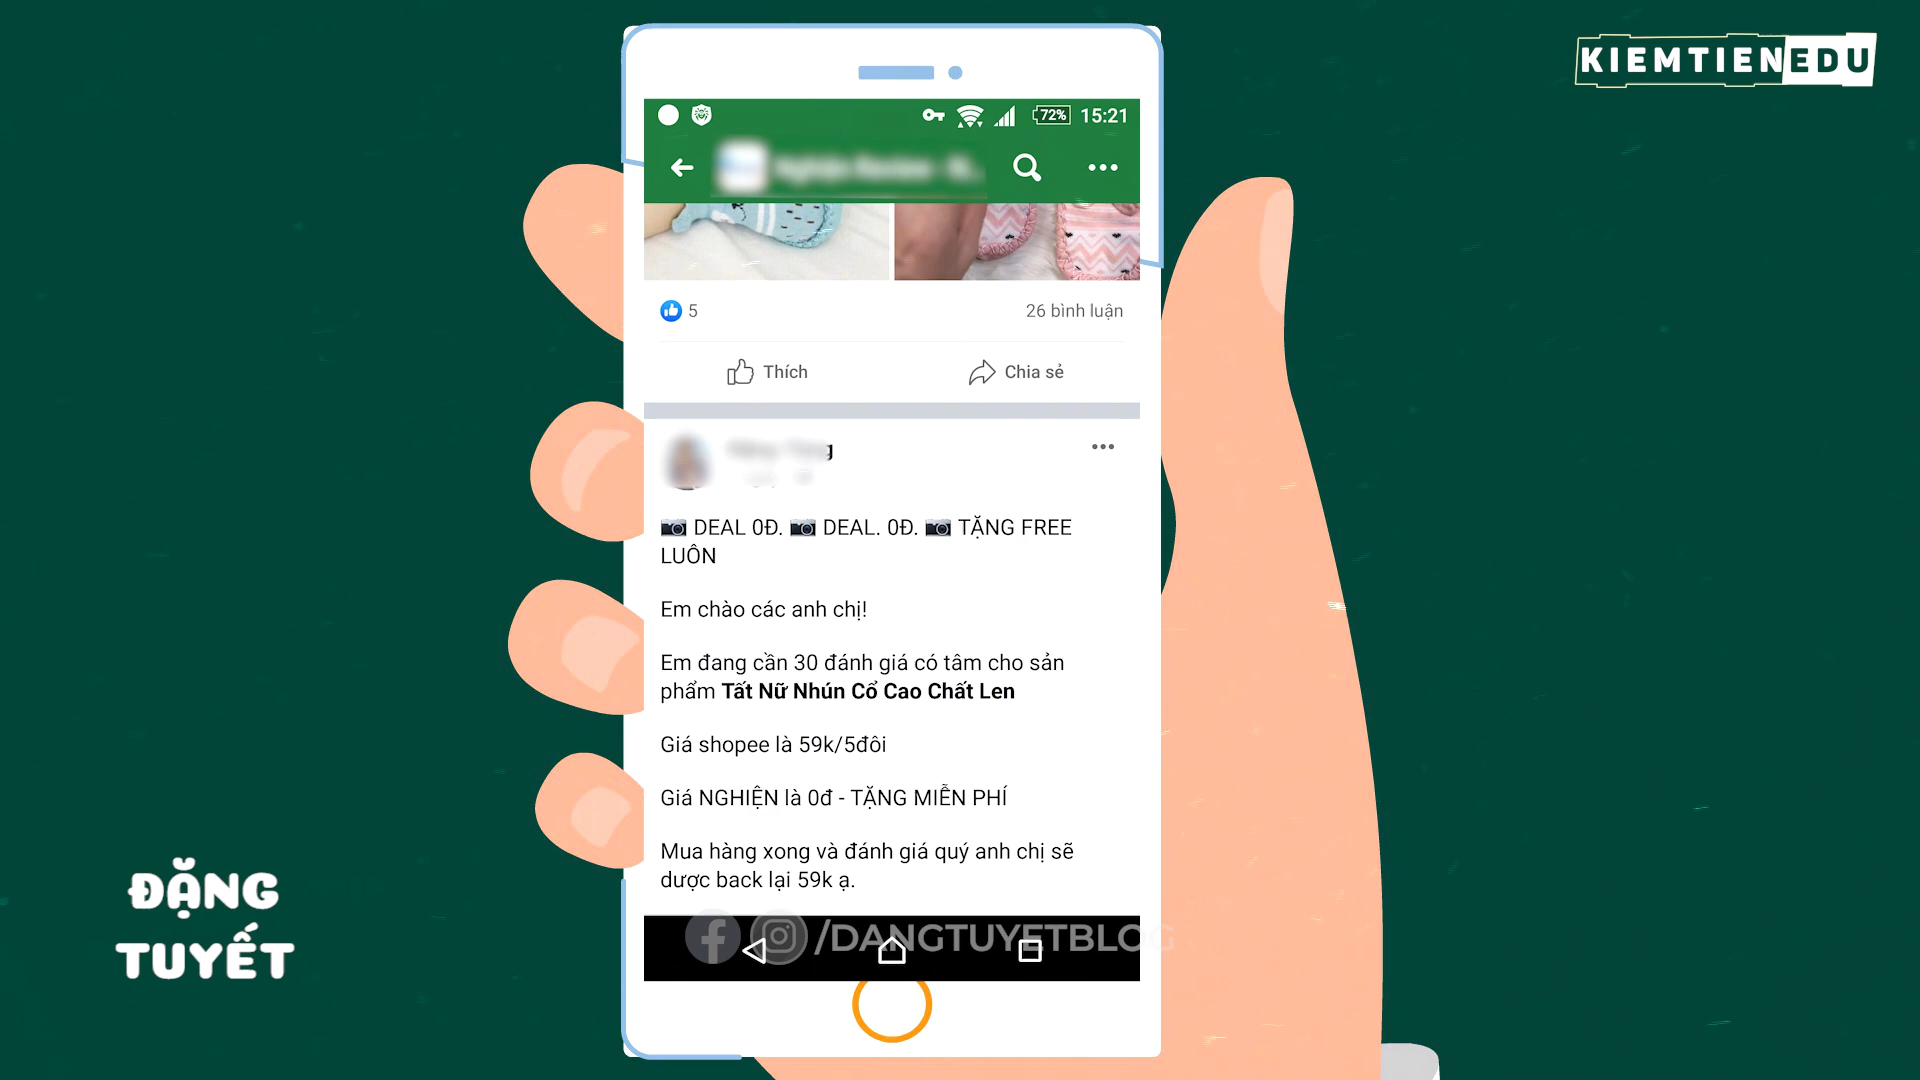 KIEMTIENEDU
72% 15:21
5
26 bình luận
Thích
Chia sẻ
DEAL 0Đ. DEAL. 0Đ. TẶNG FREE
LUÔN
Em chào các anh chị!
Em đang cần 30 đánh giá có tâm cho sản
phẩm Tất Nữ Nhún Cổ Cao Chất Len
Giá shopee là 59k/5đôi
Giá NGHIỆN là 0đ - TẶNG MIỄN PHÍ
Mua hàng xong và đánh giá quý anh chị sẽ
dược back lại 59k ạ.
/DANGTUYETBLOG
ĐẶNG
TUYẾT